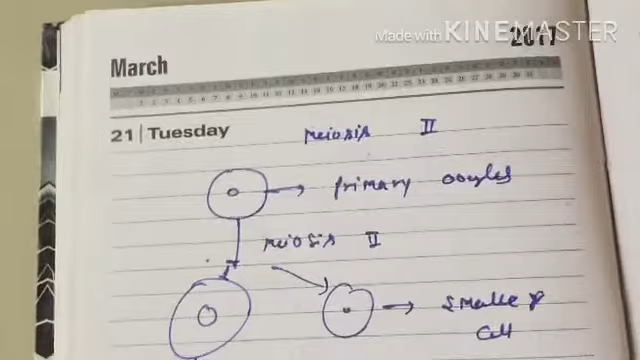 Made with KINEMASTER
March 2017
21 Tuesday
meiosis II
primary oocytes
meiosis II
smaller
cell